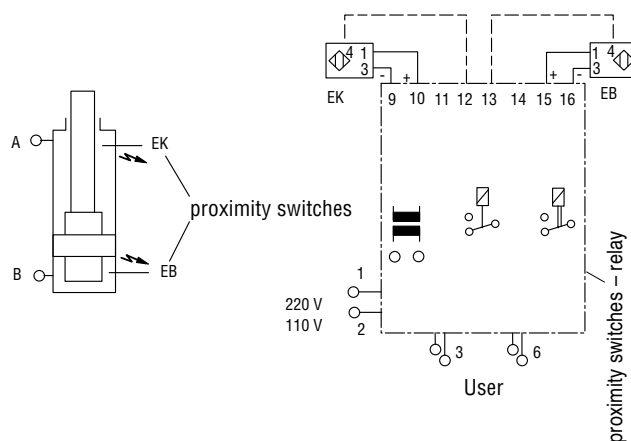 A
B
EK
EB
proximity switches
4 1
3
- +
EK
4 1
3
+ -
EB
9 10 11 12 13 14 15 16
1
220 V
110 V
2
3
6
User
proximity switches – relay